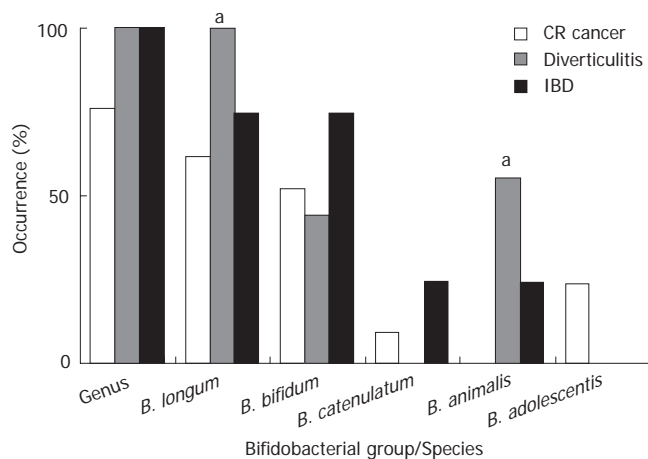 100
50
0
Occurrence (%)
a
a
CR cancer
Diverticulitis
IBD
Genus
B. longum
B. bifidum
B. catenulatum
B. animalis
B. adolescentis
Bifidobacterial group/Species